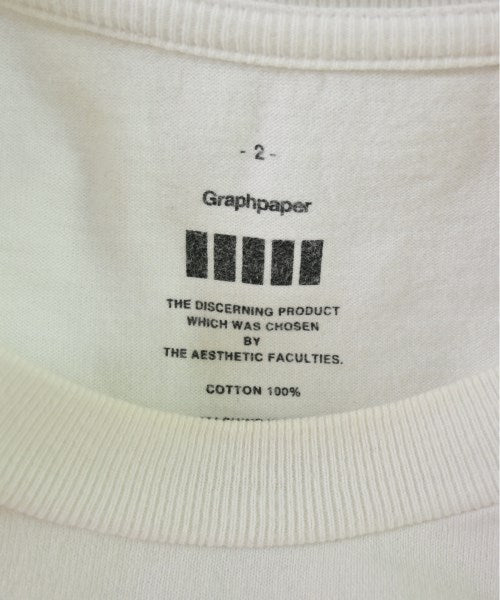 - 2 -
Graphpaper
THE DISCERNING PRODUCT
WHICH WAS CHOSEN
BY
THE AESTHETIC FACULTIES.
COTTON 100%